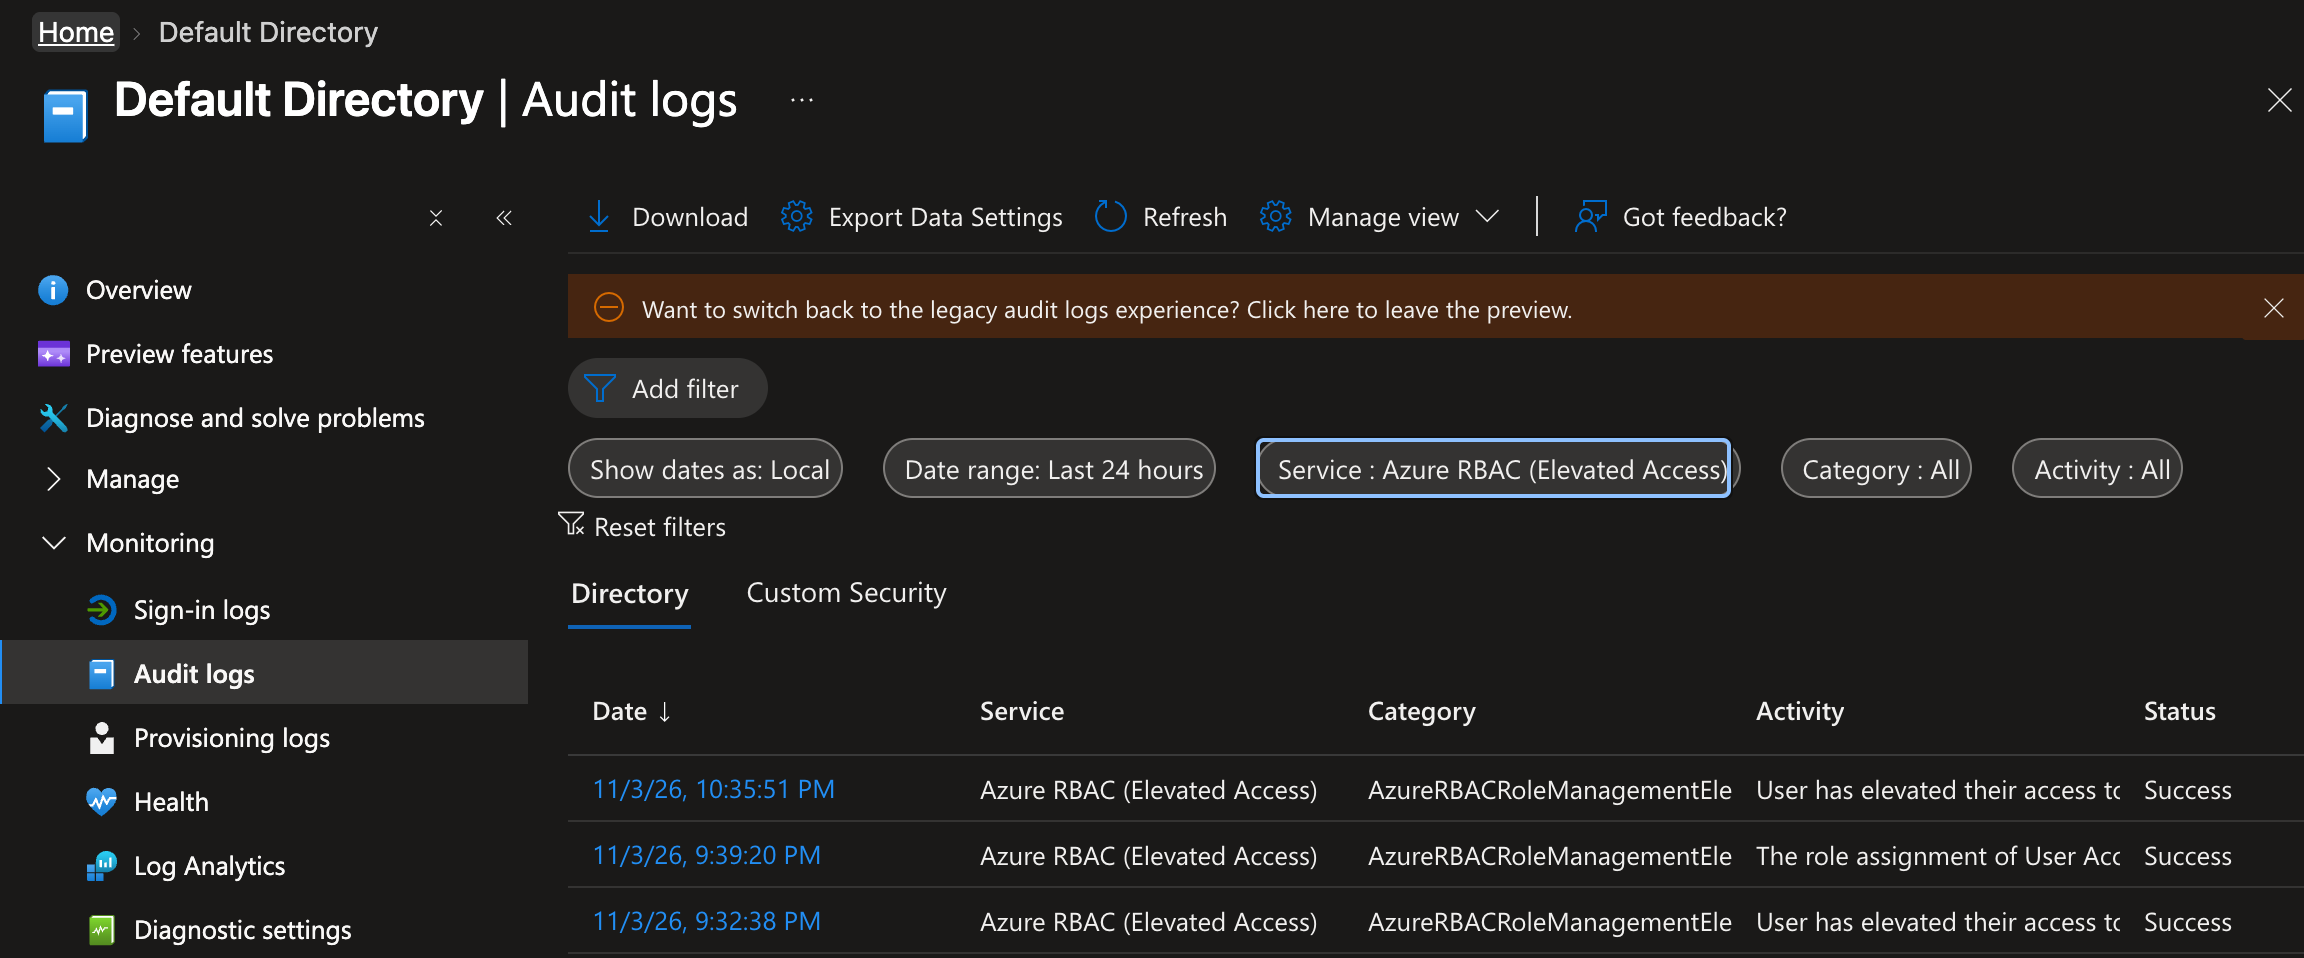 Home > Default Directory
Default Directory | Audit logs ...
Download Export Data Settings Refresh Manage view Got feedback?
Overview
Preview features
Diagnose and solve problems
Manage
Monitoring
Sign-in logs
Audit logs
Provisioning logs
Health
Log Analytics
Diagnostic settings
Want to switch back to the legacy audit logs experience? Click here to leave the preview.
Add filter
Show dates as: Local Date range: Last 24 hours Service : Azure RBAC (Elevated Access) Category : All Activity : All
Reset filters
Directory Custom Security
Date ↓ Service Category Activity Status
11/3/26, 10:35:51 PM Azure RBAC (Elevated Access) AzureRBACRoleManagementEle User has elevated their access to Success
11/3/26, 9:39:20 PM Azure RBAC (Elevated Access) AzureRBACRoleManagementEle The role assignment of User Acc Success
11/3/26, 9:32:38 PM Azure RBAC (Elevated Access) AzureRBACRoleManagementEle User has elevated their access to Success